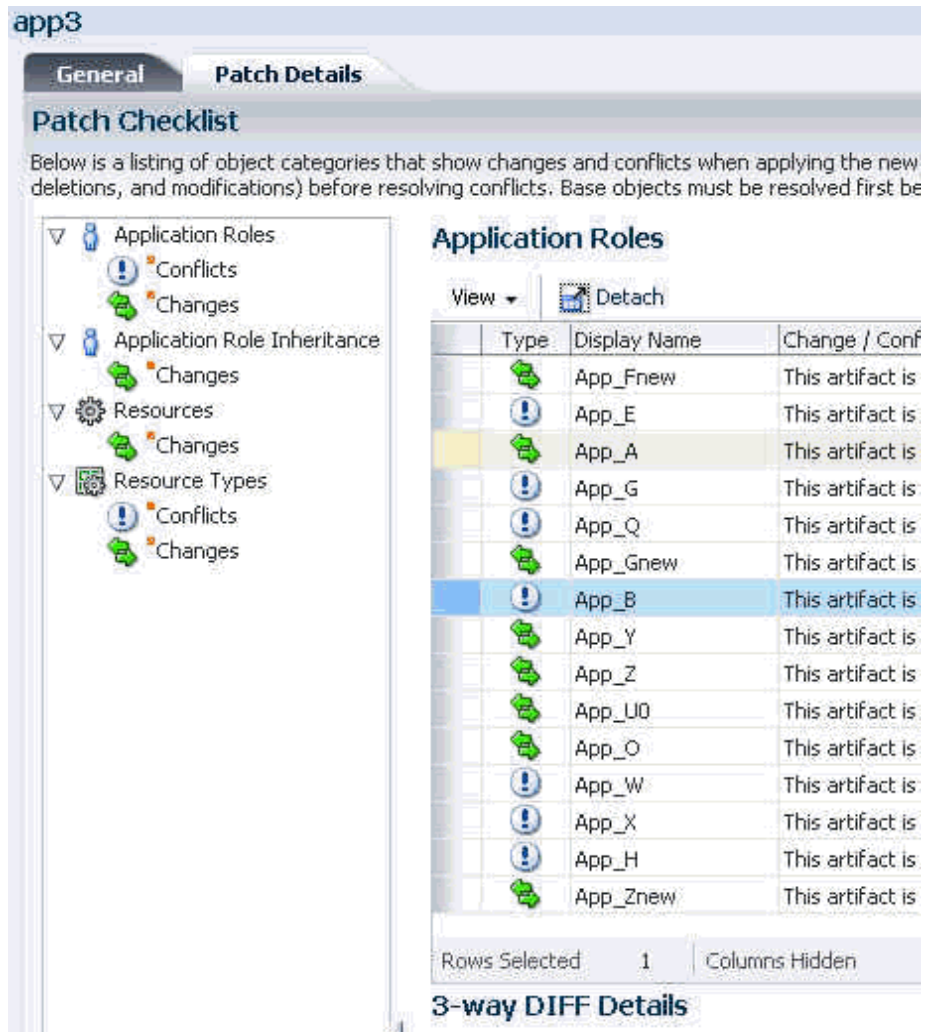 app3
General
Patch Details
Patch Checklist
Below is a listing of object categories that show changes and conflicts when applying the new
deletions, and modifications) before resolving conflicts. Base objects must be resolved first be
Application Roles
Conflicts
Changes
Application Role Inheritance
Changes
Resources
Changes
Resource Types
Conflicts
Changes
Application Roles
View
Detach
Type Display Name Change / Conf
App_Fnew This artifact is
App_E This artifact is
App_A This artifact is
App_G This artifact is
App_Q This artifact is
App_Gnew This artifact is
App_B This artifact is
App_Y This artifact is
App_Z This artifact is
App_U0 This artifact is
App_O This artifact is
App_W This artifact is
App_X This artifact is
App_H This artifact is
App_Znew This artifact is
Rows Selected 1 Columns Hidden
3-way DIFF Details